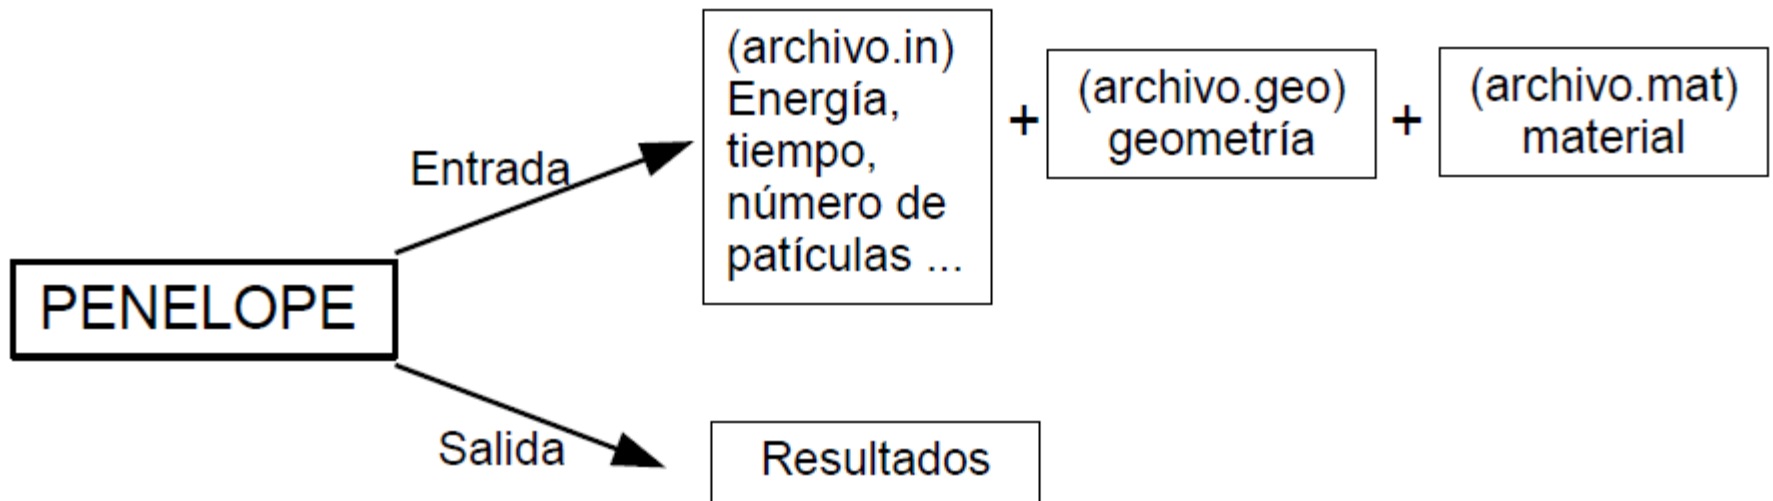 (archivo.in)
Energía,
tiempo,
número de
patículas ...
+
(archivo.geo)
geometría
+
(archivo.mat)
material
Entrada
PENELOPE
Salida
Resultados